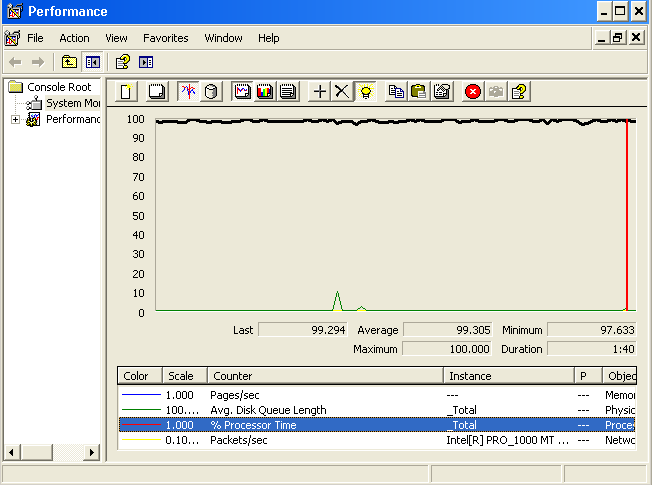 Performance
File Action View Favorites Window Help
Console Root
System Mo
Performanc
100
90
80
70
60
50
40
30
20
10
0
Last 99.294 Average 99.305 Minimum 97.633
Maximum 100.000 Duration 1:40
Color Scale Counter Instance P Objec
1.000 Pages/sec --- --- Memor
100.... Avg. Disk Queue Length _Total --- Physic
1.000 % Processor Time _Total --- Proces
0.10... Packets/sec Intel[R] PRO_1000 MT ... --- Netwo